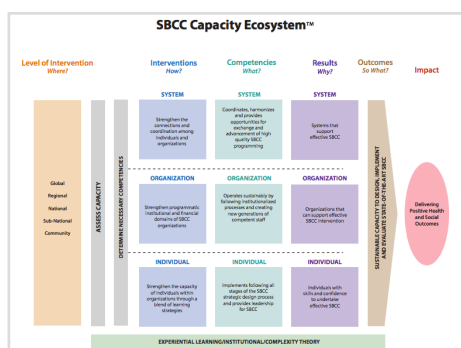 SBCC Capacity Ecosystem™
Level of Intervention
Where?
Interventions
How?
Competencies
What?
Results
Why?
Outcomes
So What?
Impact
Global
Regional
National
Sub-National
Community
ASSESS CAPACITY
DETERMINE NECESSARY COMPETENCIES
SYSTEM
Strengthen the
connections and
coordination among
individuals and
organizations
SYSTEM
Coordinates, harmonizes
and provides
opportunities for
exchange and
advancement of high
quality SBCC
programming
SYSTEM
Systems that
support
effective SBCC
ORGANIZATION
Strengthen programmatic
institutional and financial
domains of SBCC
organizations
ORGANIZATION
Operates sustainably by
following institutionalized
processes and creating
new generations of
competent staff
ORGANIZATION
Organizations that
can support effective
SBCC Intervention
INDIVIDUAL
Strengthen the capacity
of individuals within
organizations through a
blend of learning
strategies
INDIVIDUAL
Implements following all
stages of the SBCC
strategic design process
and provides leadership
for SBCC
INDIVIDUAL
Individuals with
skills and confidence
to undertake
effective SBCC
SUSTAINABLE CAPACITY TO DESIGN, IMPLEMENT
AND EVALUATE STATE-OF-THE-ART SBCC
Delivering
Positive Health
and Social
Outcomes
EXPERIENTIAL LEARNING/INSTITUTIONAL/COMPLEXITY THEORY